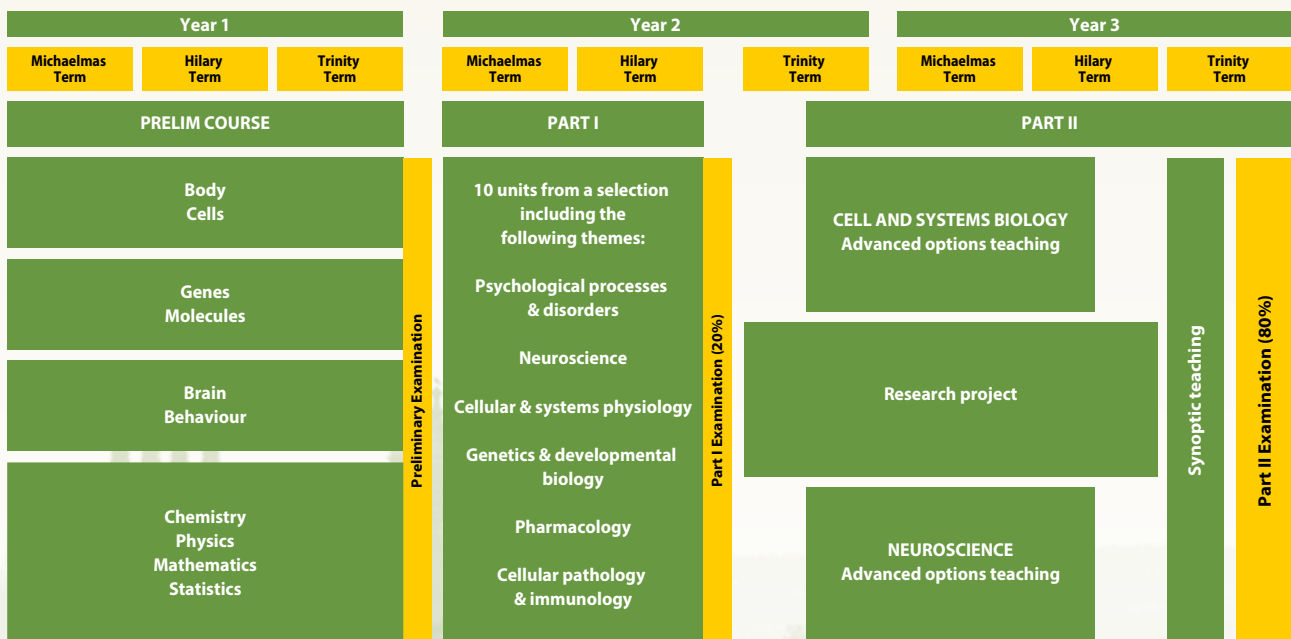 Year 1
Year 2
Year 3
Michaelmas
Term
Hilary
Term
Trinity
Term
Michaelmas
Term
Hilary
Term
Trinity
Term
Michaelmas
Term
Hilary
Term
Trinity
Term
PRELIM COURSE
PART I
PART II
Body
Cells
Genes
Molecules
Brain
Behaviour
Chemistry
Physics
Mathematics
Statistics
Preliminary Examination
10 units from a selection
including the
following themes:
Psychological processes
& disorders
Neuroscience
Cellular & systems physiology
Genetics & developmental
biology
Pharmacology
Cellular pathology
& immunology
Part I Examination (20%)
CELL AND SYSTEMS BIOLOGY
Advanced options teaching
Research project
NEUROSCIENCE
Advanced options teaching
Synoptic teaching
Part II Examination (80%)